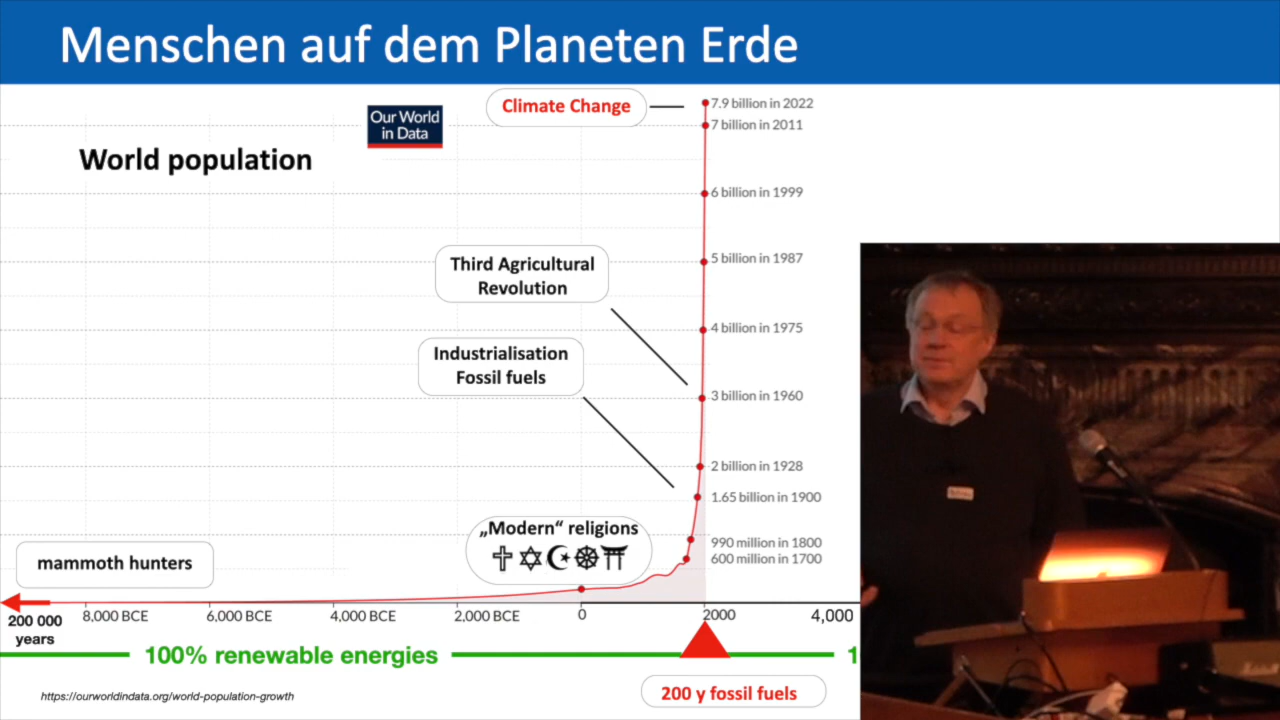 Menschen auf dem Planeten Erde
Climate Change
7.9 billion in 2022
Our World
in Data
7 billion in 2011
World population
6 billion in 1999
Third Agricultural
Revolution
5 billion in 1987
4 billion in 1975
Industrialisation
Fossil fuels
3 billion in 1960
2 billion in 1928
1.65 billion in 1900
„Modern“ religions
990 million in 1800
600 million in 1700
mammoth hunters
200 000
years
8,000 BCE
6,000 BCE
4,000 BCE
2,000 BCE
0
2000
4,000
100% renewable energies
1
200 y fossil fuels
https://ourworldindata.org/world-population-growth